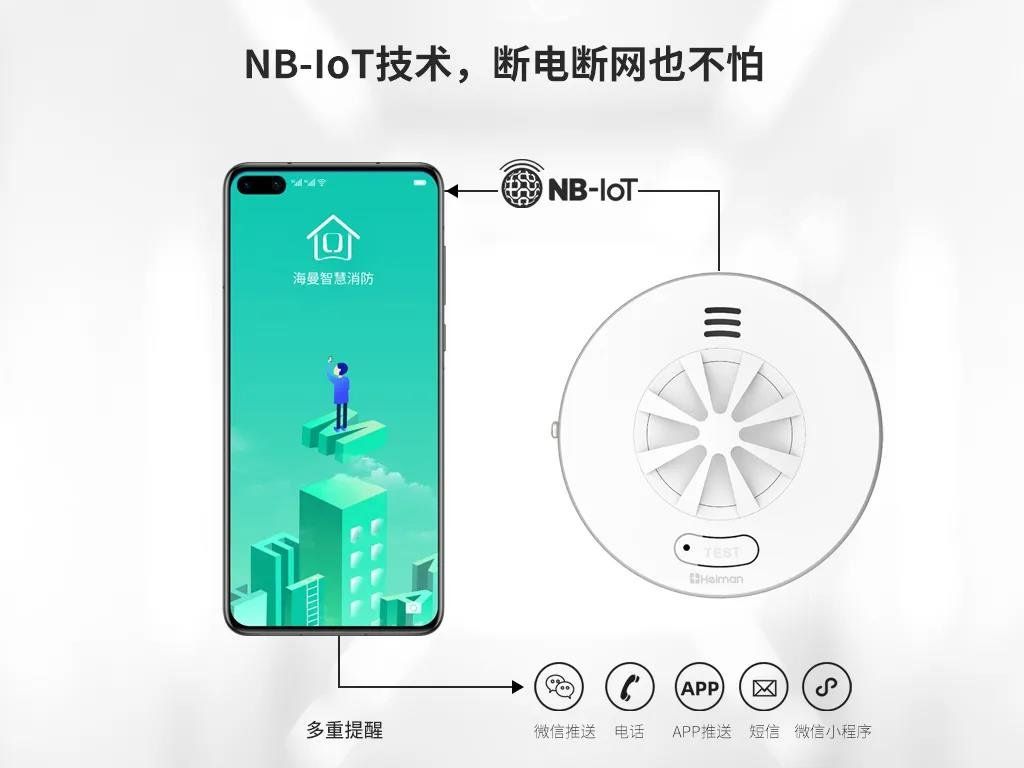 NB-IoT技术，断电断网也不怕
NB-IoT
海曼智慧消防
TEST
Heiman
APP
多重提醒
微信推送 电话 APP推送 短信 微信小程序